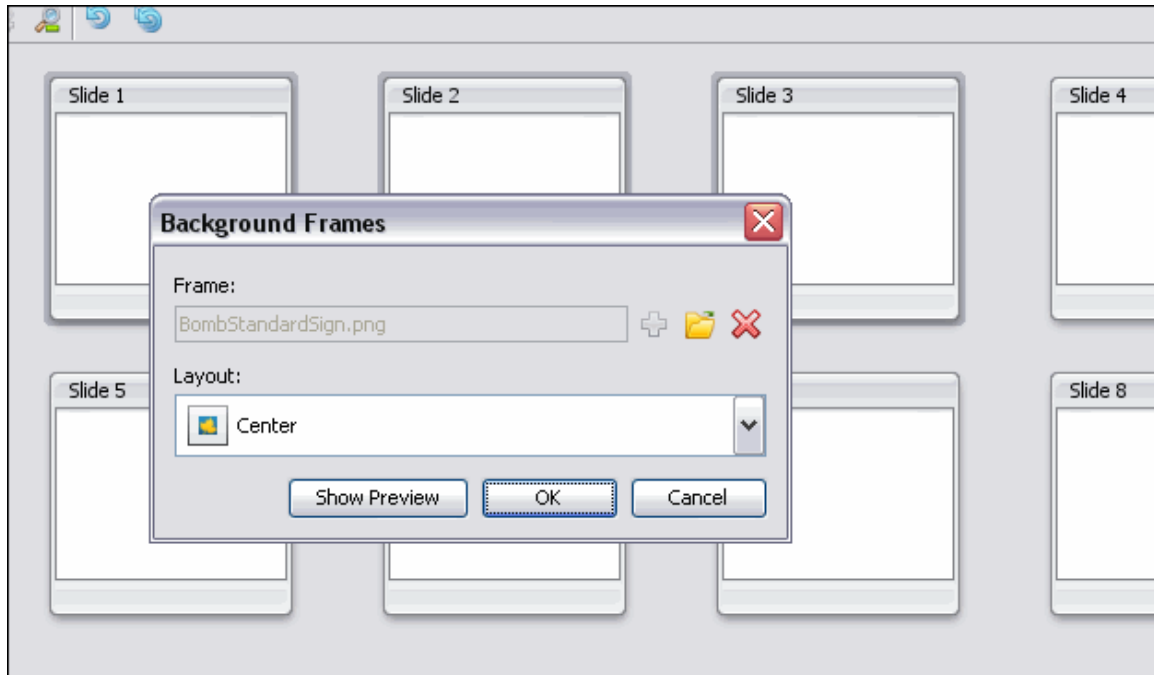 Slide 1
Slide 2
Slide 3
Slide 4
Background Frames
Frame:
BombStandardSign.png
Layout:
Center
Show Preview
OK
Cancel
Slide 5
Slide 8